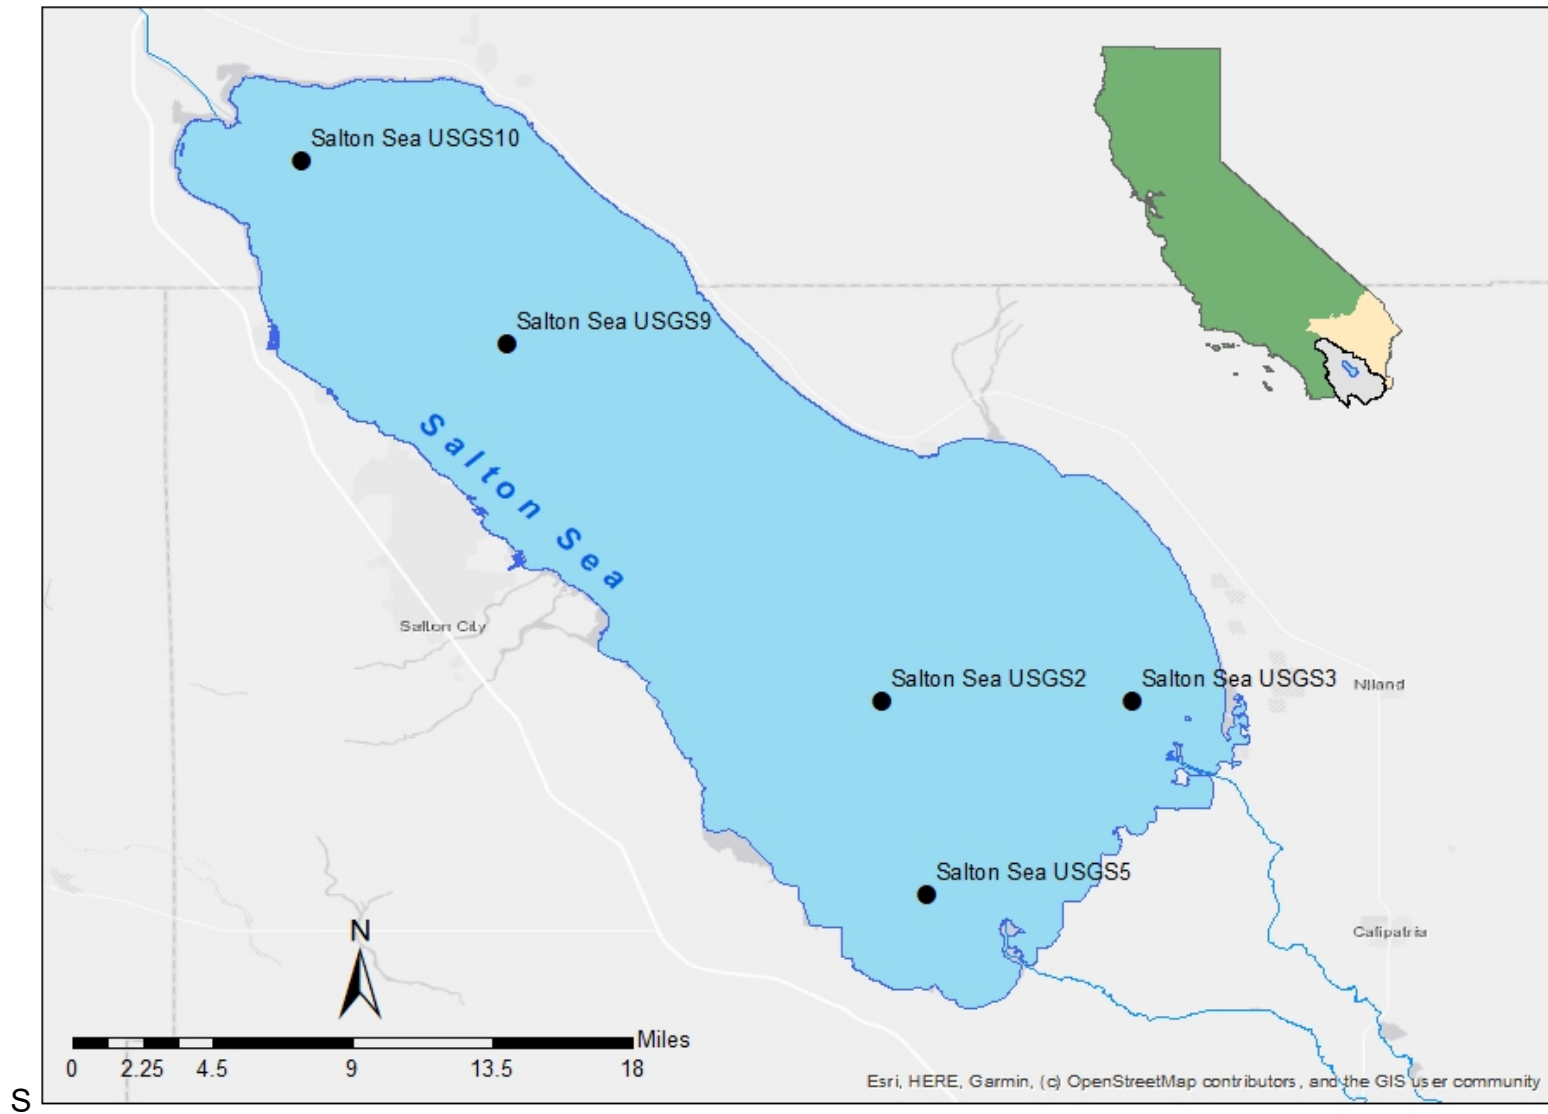 Salton Sea USGS10
Salton Sea USGS9
Salton Sea
Salton City
Salton Sea USGS2
Salton Sea USGS3
Niland
Salton Sea USGS5
Calipatria
N
Miles
0 2.25 4.5 9 13.5 18
Esri, HERE, Garmin, (c) OpenStreetMap contributors, and the GIS user community
S